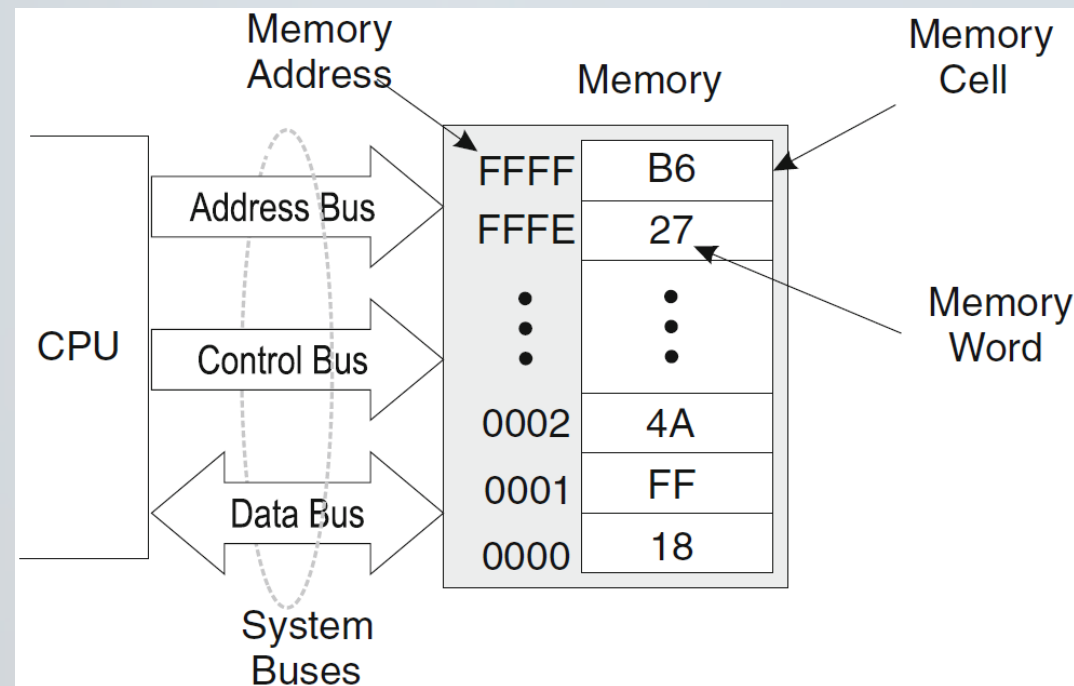 Memory
Address
Memory
Memory
Cell
FFFF B6
Address Bus
FFFE 27
Memory
Word
CPU
Control Bus
0002 4A
0001 FF
Data Bus
0000 18
System
Buses